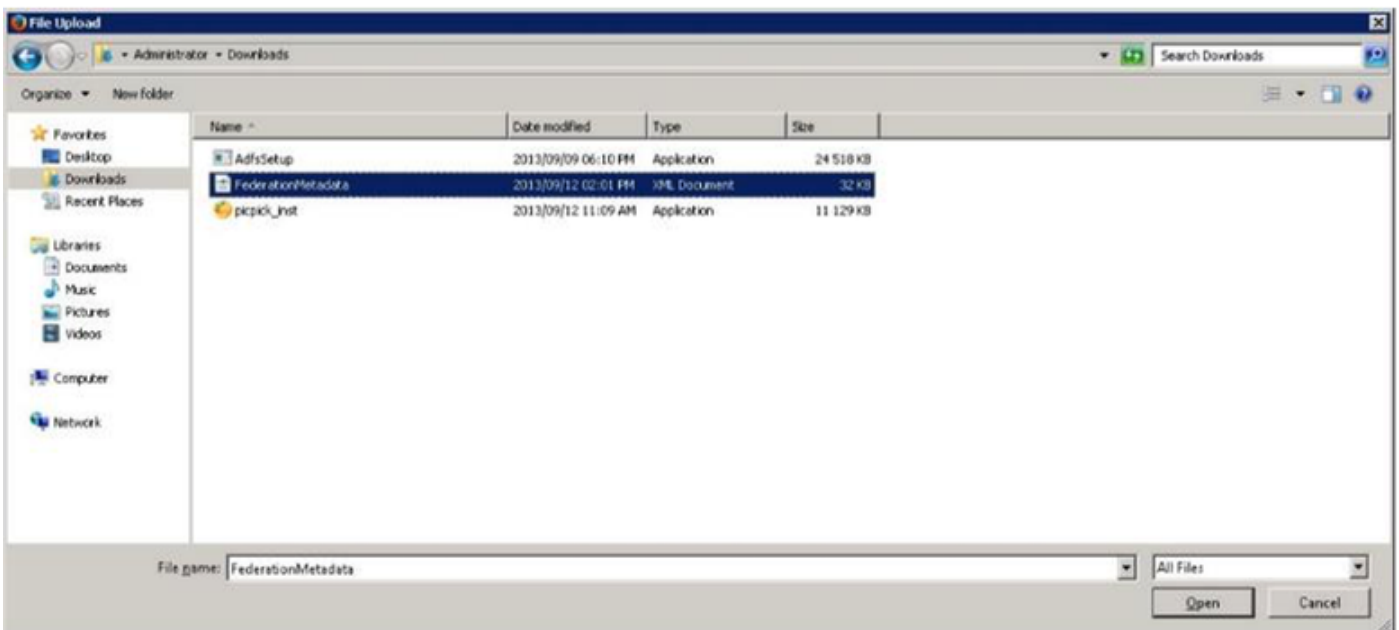 File Upload
Administrator Downloads
Search Downloads
Organize New folder
Name Date modified Type Size
Favorites
Desktop
Downloads
Recent Places
Libraries
Documents
Music
Pictures
Videos
Computer
Network
AdfsSetup 2013/09/09 06:10 PM Application 24 518 KB
FederationMetadata 2013/09/12 02:01 PM XML Document 32 KB
picpick_inst 2013/09/12 11:09 AM Application 11 129 KB
File name: FederationMetadata
All Files
Open Cancel